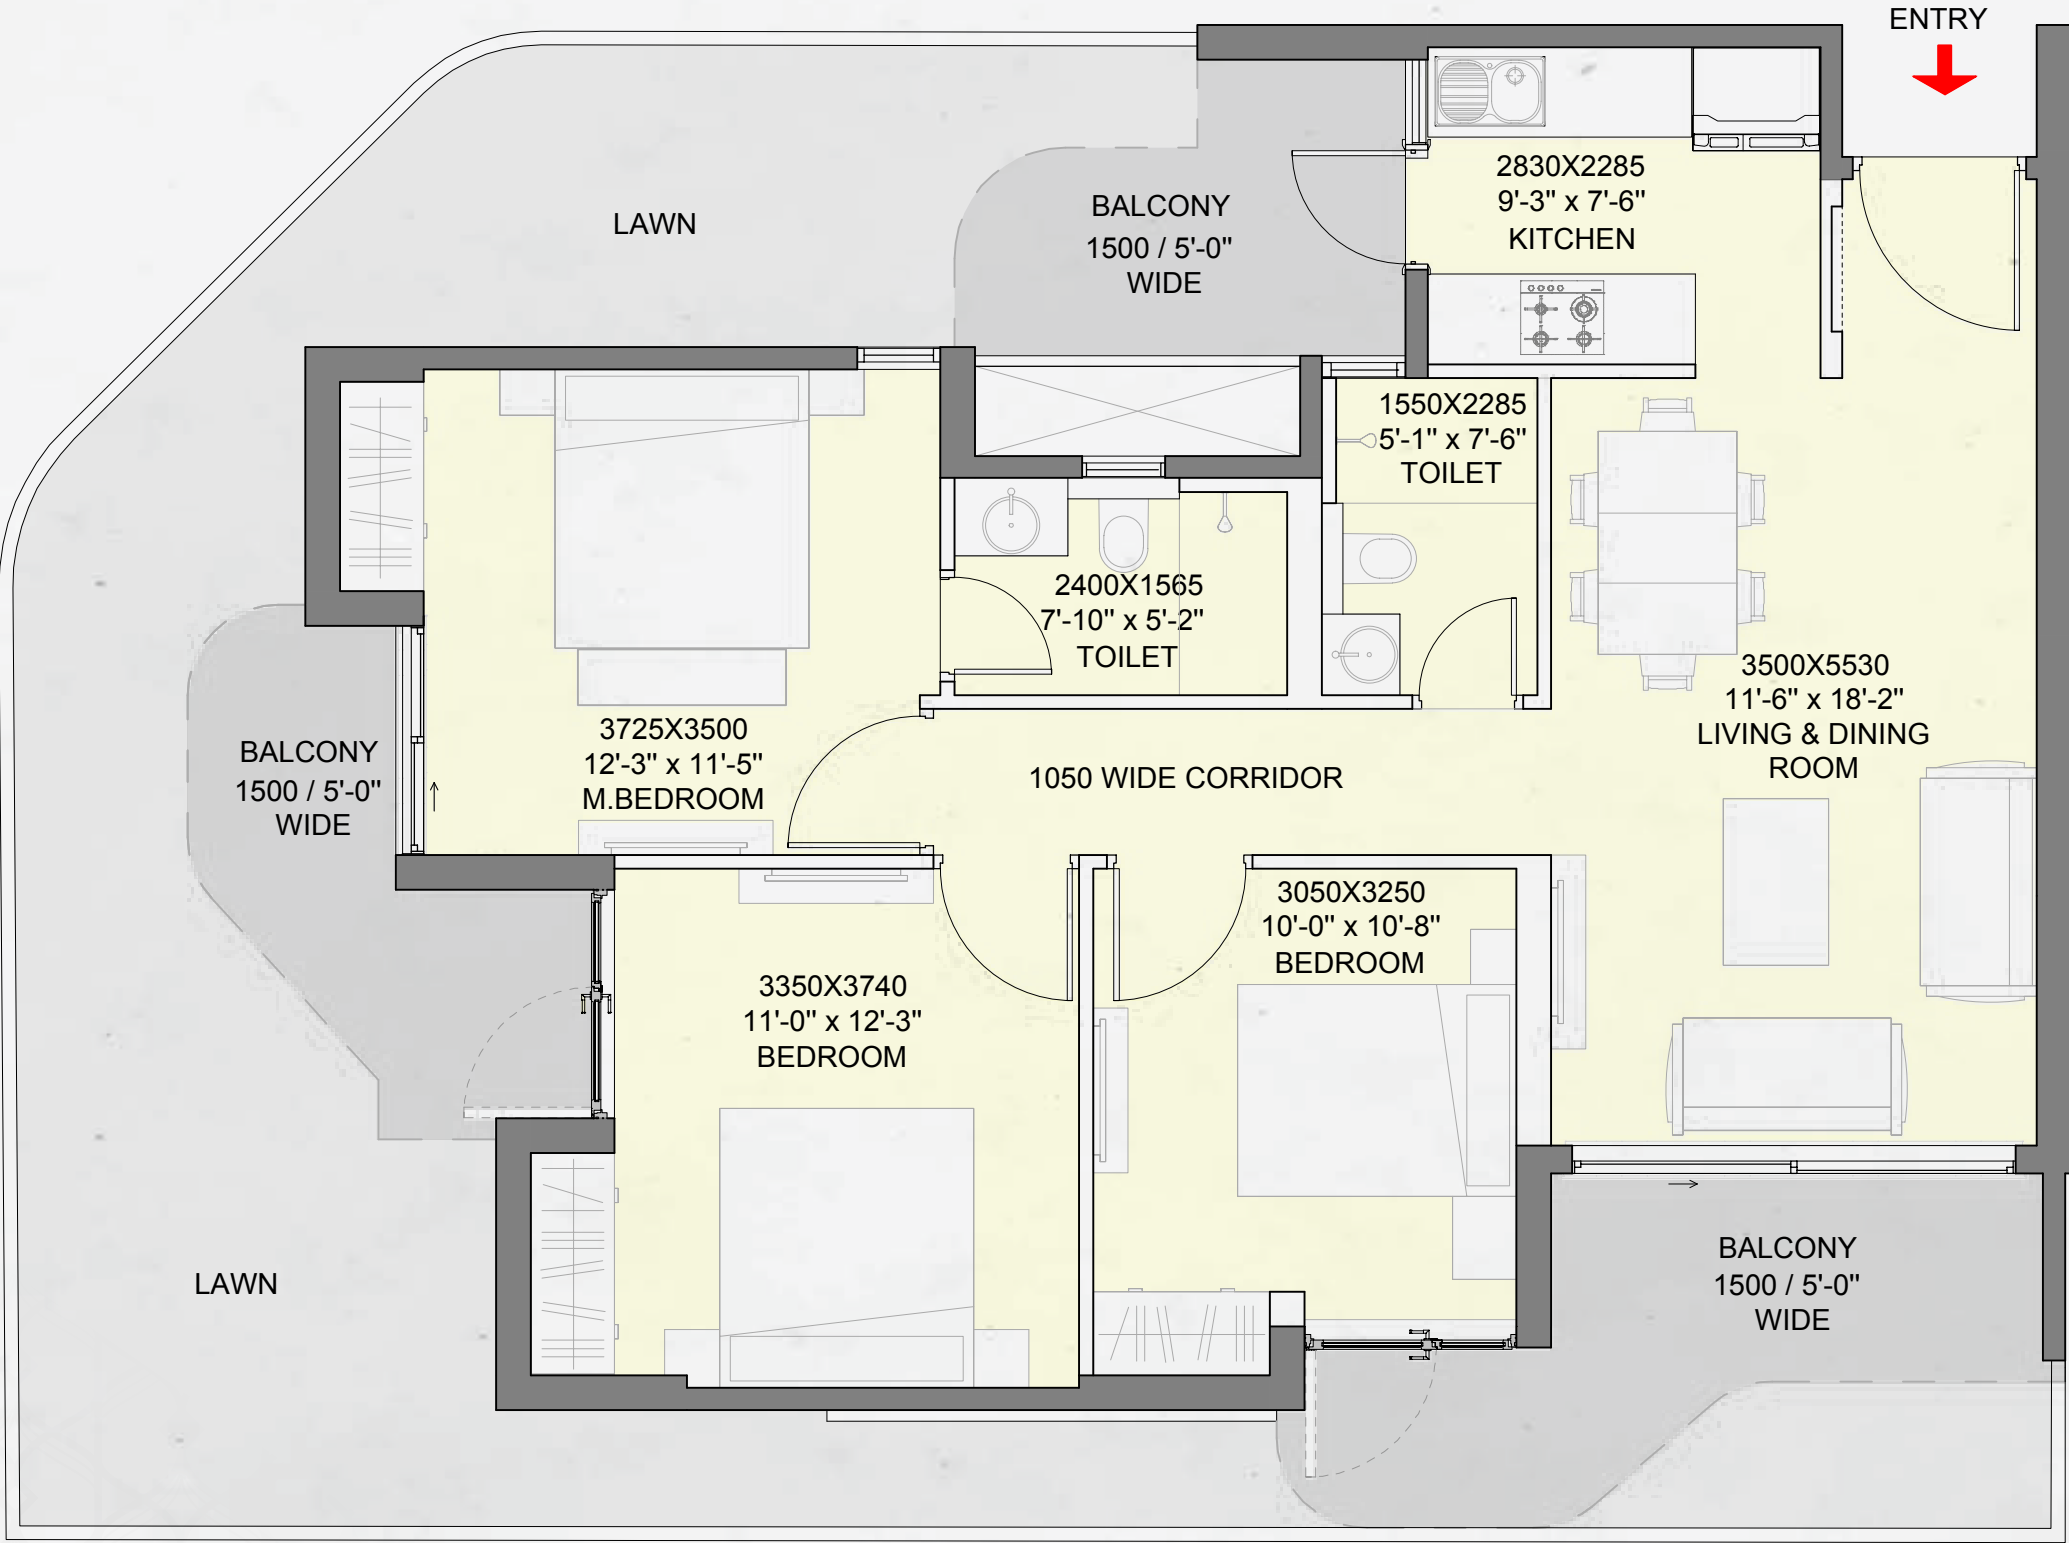 ENTRY
2830X2285
9'-3" x 7'-6"
KITCHEN
BALCONY
1500 / 5'-0"
WIDE
LAWN
1550X2285
5'-1" x 7'-6"
TOILET
2400X1565
7'-10" x 5'-2"
TOILET
3500X5530
11'-6" x 18'-2"
LIVING & DINING
ROOM
3725X3500
12'-3" x 11'-5"
M.BEDROOM
BALCONY
1500 / 5'-0"
WIDE
1050 WIDE CORRIDOR
3050X3250
10'-0" x 10'-8"
BEDROOM
3350X3740
11'-0" x 12'-3"
BEDROOM
BALCONY
1500 / 5'-0"
WIDE
LAWN